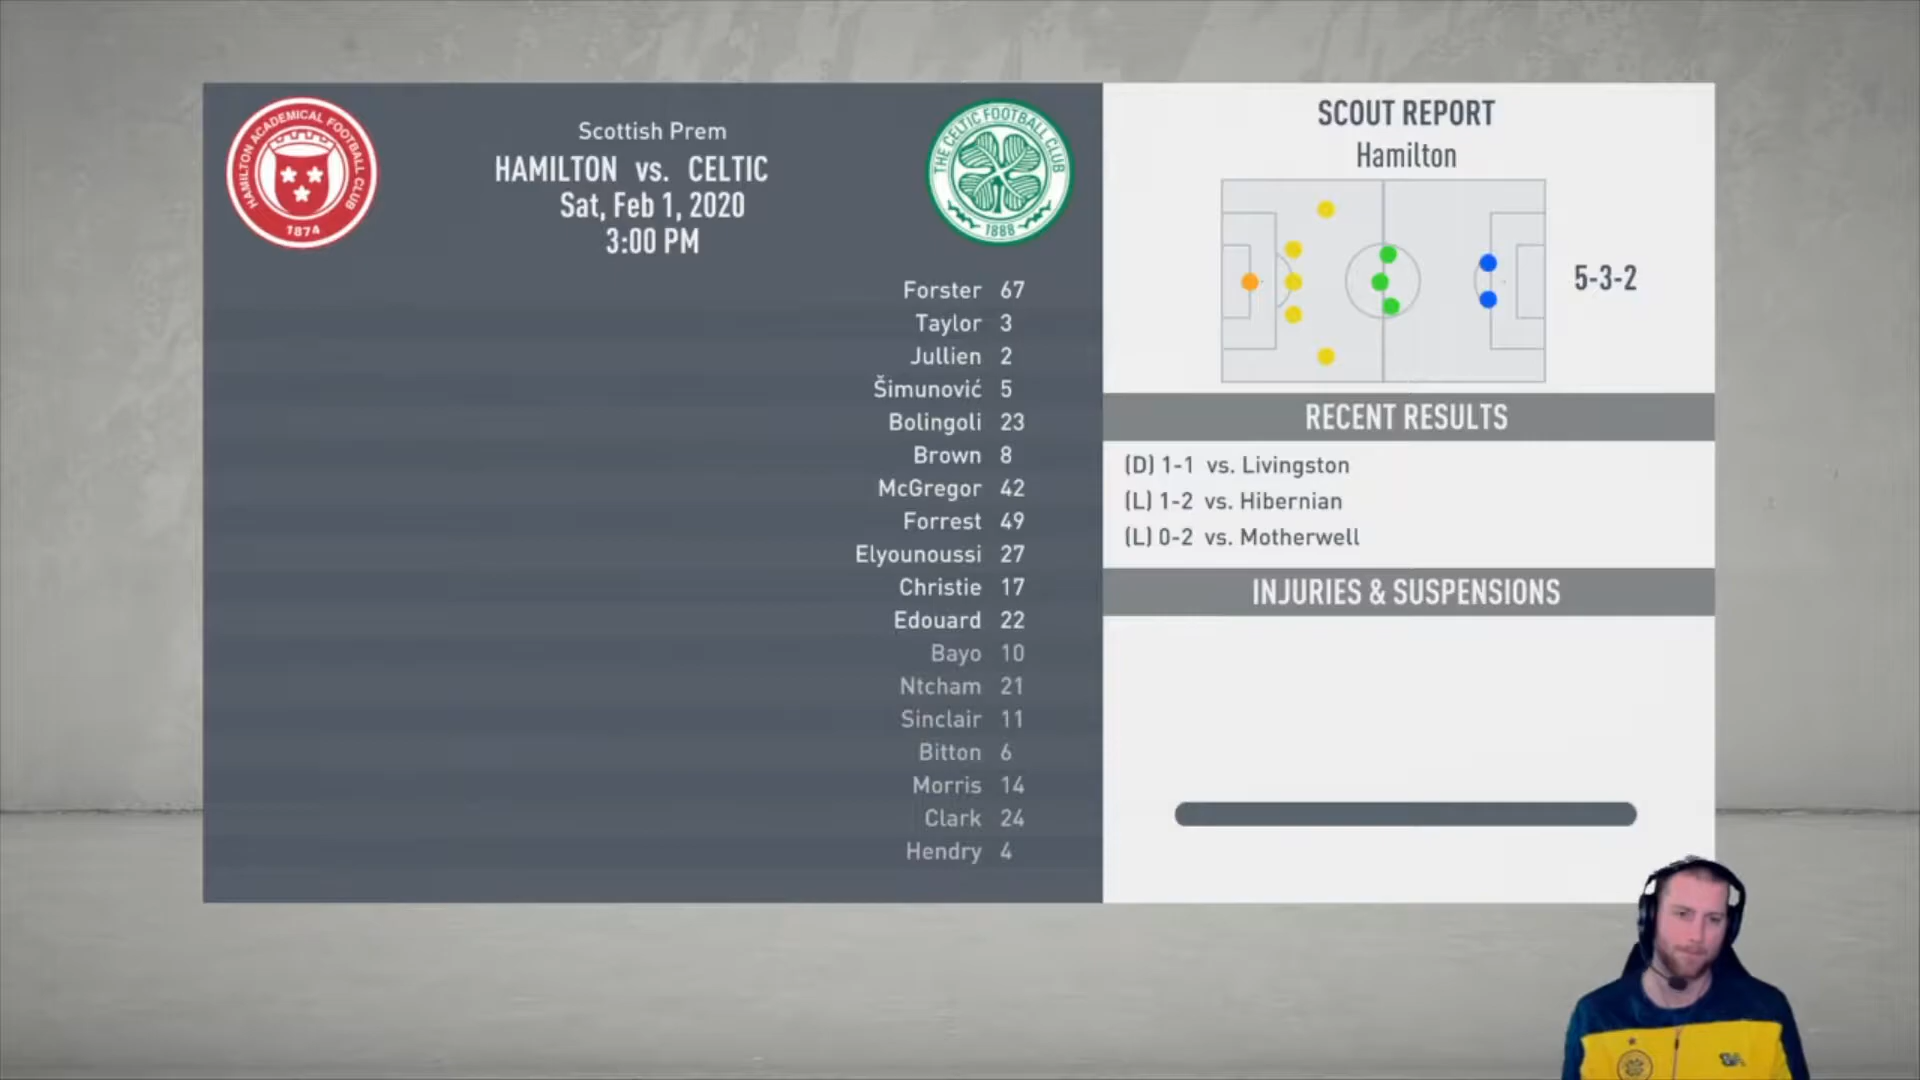 HAMILTON ACADEMICAL FOOTBALL CLUB
1874
Scottish Prem
HAMILTON vs. CELTIC
Sat, Feb 1, 2020
3:00 PM
THE CELTIC FOOTBALL CLUB
1888
Forster 67
Taylor 3
Jullien 2
Šimunović 5
Bolingoli 23
Brown 8
McGregor 42
Forrest 49
Elyounoussi 27
Christie 17
Edouard 22
Bayo 10
Ntcham 21
Sinclair 11
Bitton 6
Morris 14
Clark 24
Hendry 4
SCOUT REPORT
Hamilton
5-3-2
RECENT RESULTS
(D) 1-1 vs. Livingston
(L) 1-2 vs. Hibernian
(L) 0-2 vs. Motherwell
INJURIES & SUSPENSIONS